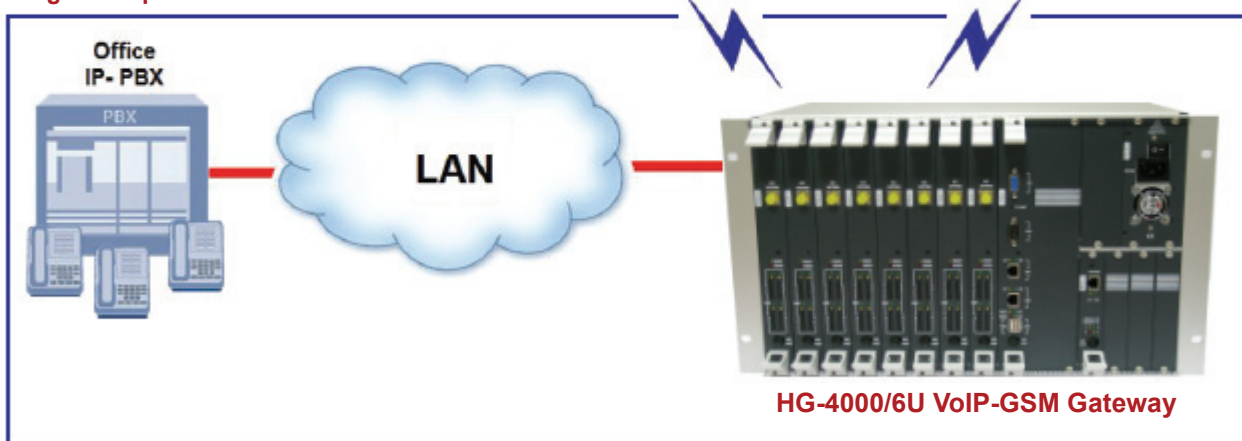 Office
IP- PBX
PBX
LAN
HG-4000/6U VoIP-GSM Gateway